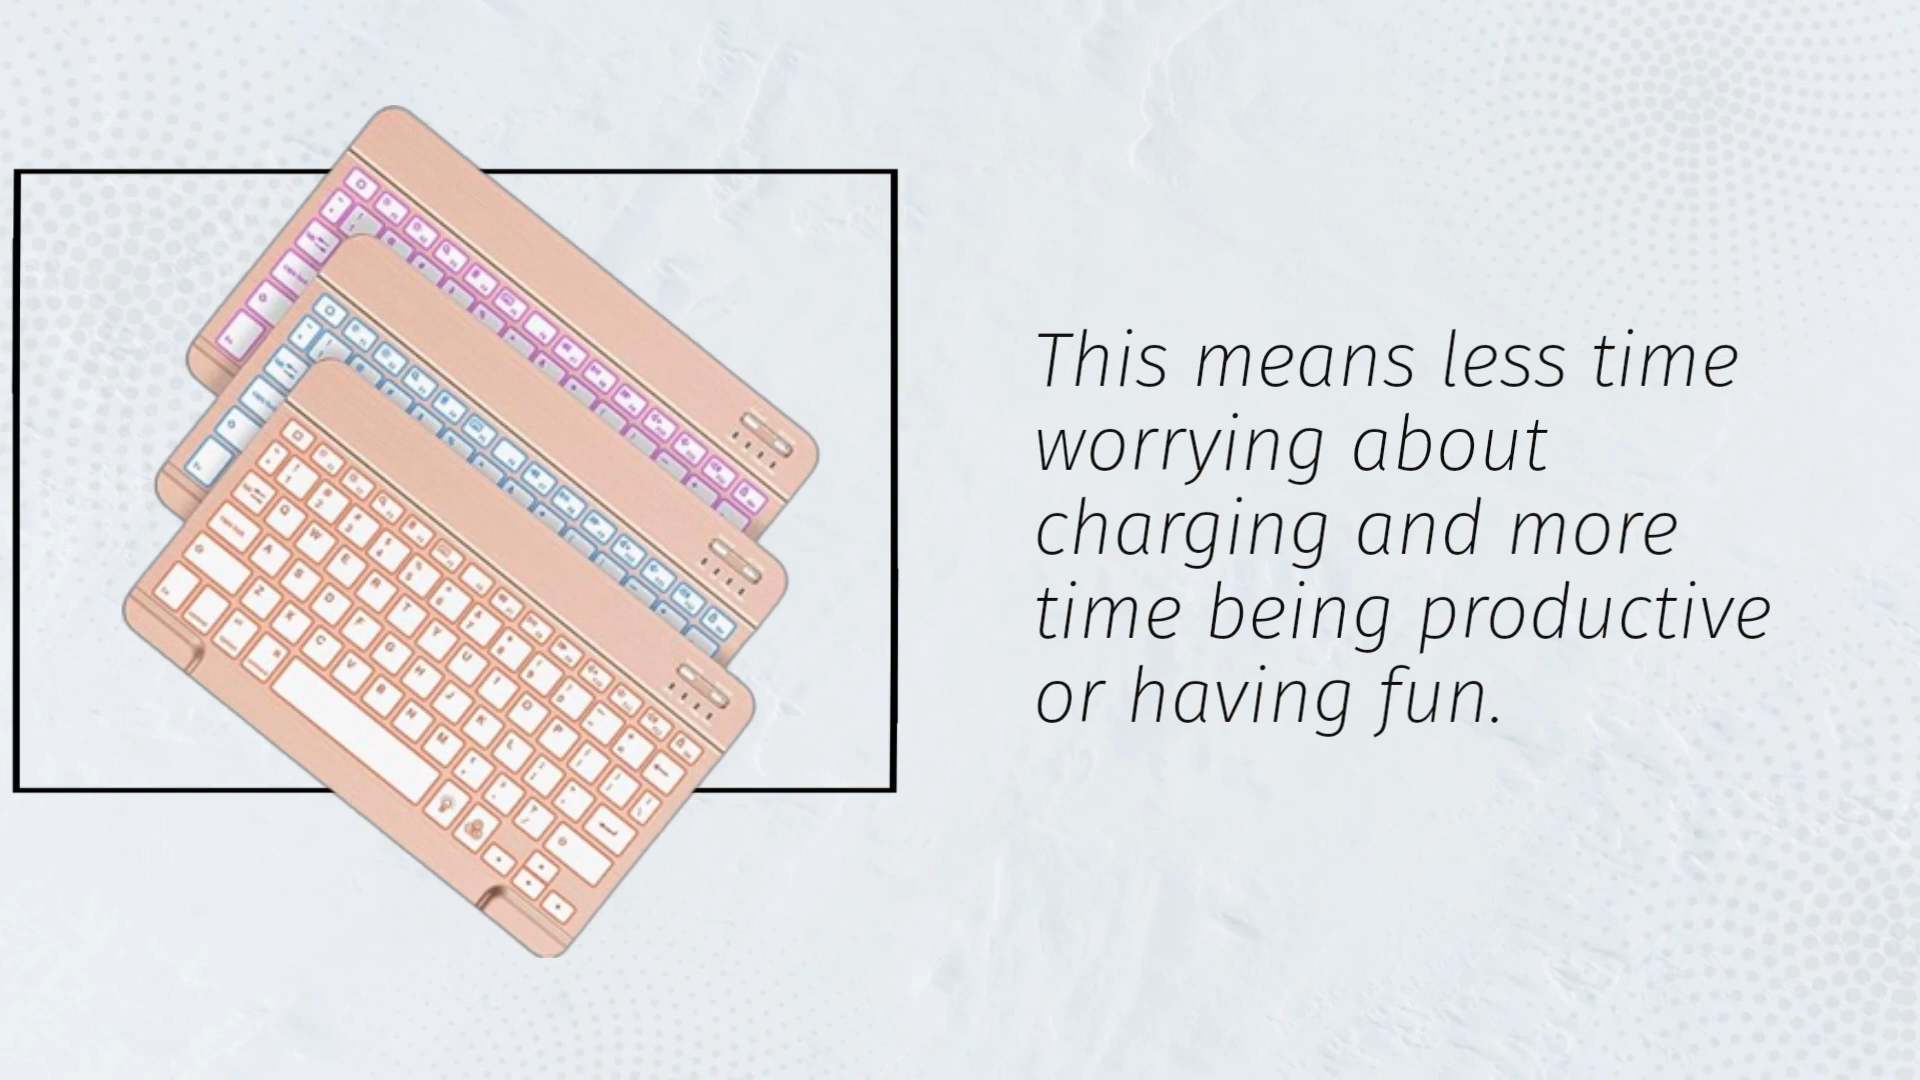 This means less time
worrying about
charging and more
time being productive
or having fun.